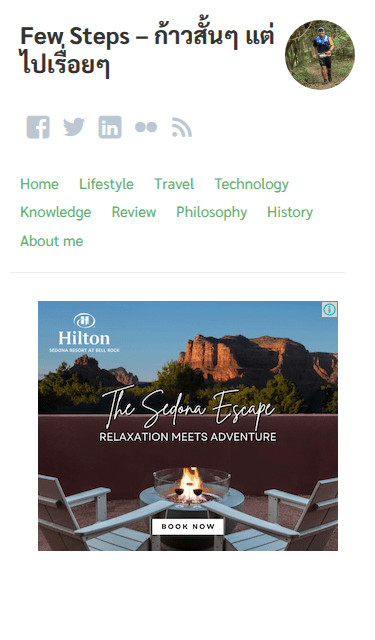 Few Steps – ก้าวสั้นๆ แต่
ไปเรื่อยๆ
Home Lifestyle Travel Technology
Knowledge Review Philosophy History
About me
Hilton
SEDONA RESORT AT BELL ROCK
The Sedona Escape
RELAXATION MEETS ADVENTURE
BOOK NOW